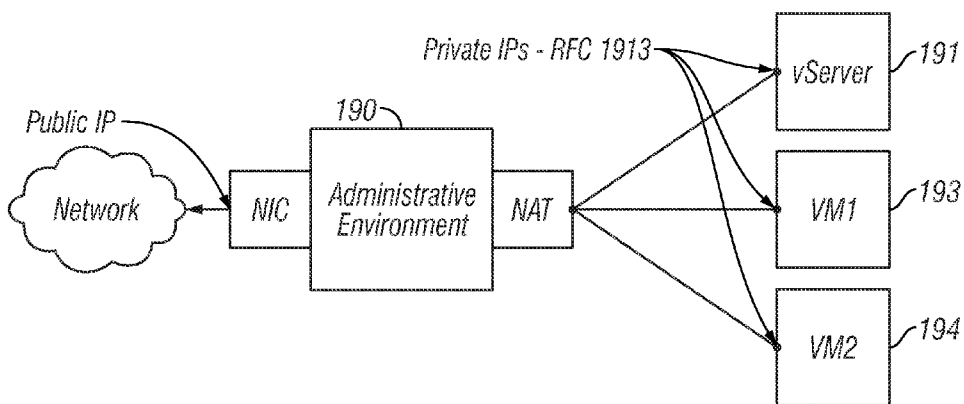 Private IPs - RFC 1913
vServer
191
Public IP
190
Network
NIC
Administrative
Environment
NAT
VM1
193
VM2
194